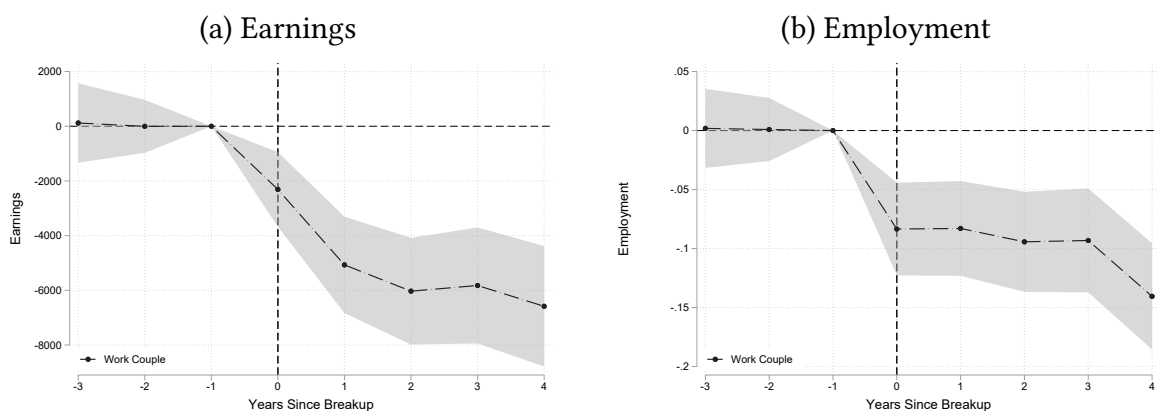 (a) Earnings
2000
0
-2000
-4000
-6000
-8000
Earnings
Work Couple
-3 -2 -1 0 1 2 3 4
Years Since Breakup
(b) Employment
.05
0
-.05
-.1
-.15
-.2
Employment
Work Couple
-3 -2 -1 0 1 2 3 4
Years Since Breakup